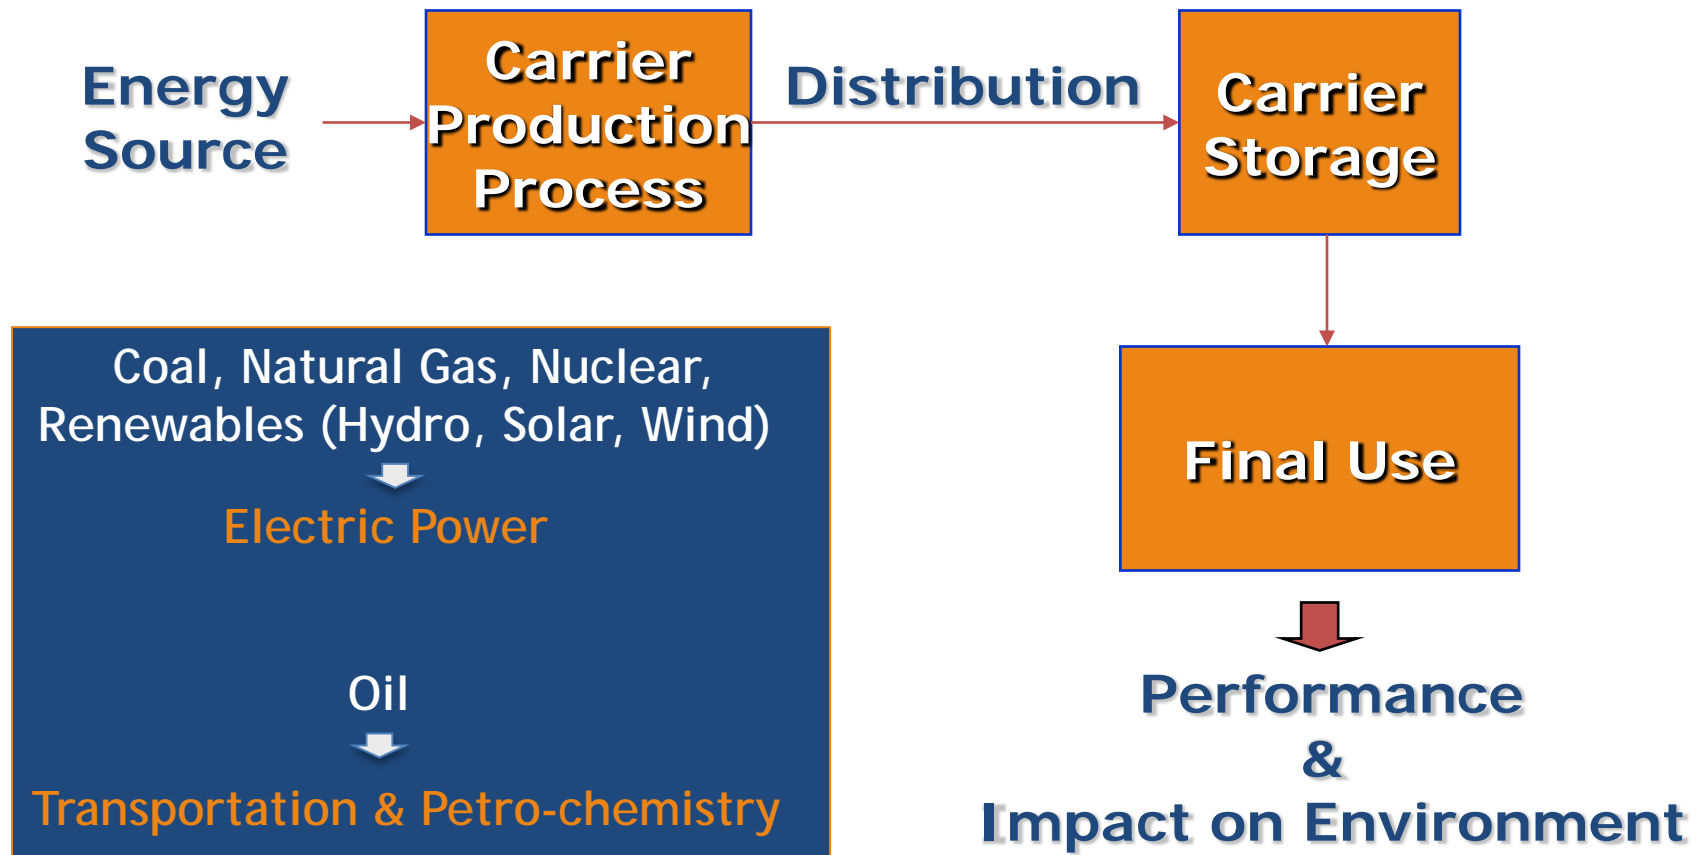 Energy
Source
Carrier
Production
Process
Distribution
Carrier
Storage
Coal, Natural Gas, Nuclear,
Renewables (Hydro, Solar, Wind)
Electric Power
Oil
Transportation & Petro-chemistry
Final Use
Performance
&
Impact on Environment